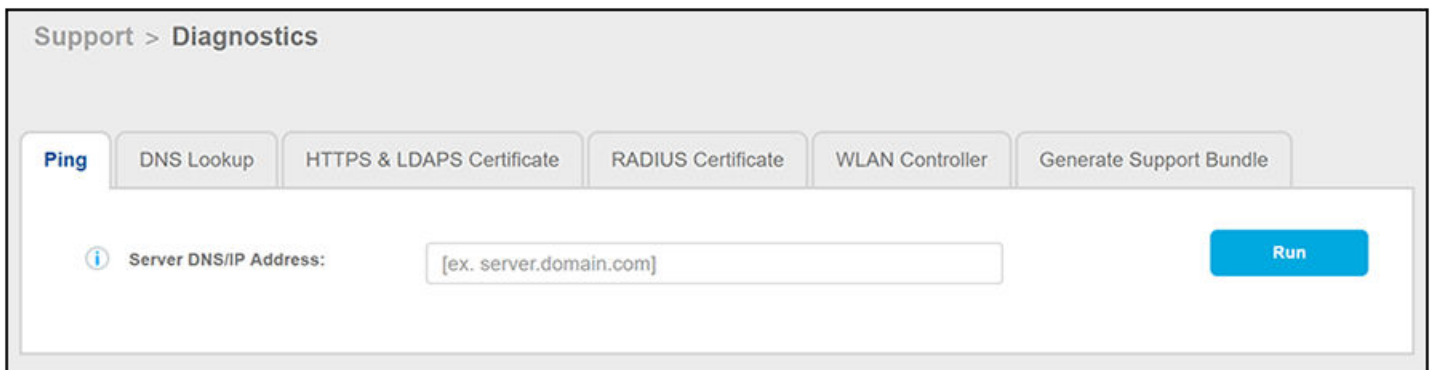 Support > Diagnostics
Ping DNS Lookup HTTPS & LDAPS Certificate RADIUS Certificate WLAN Controller Generate Support Bundle
i Server DNS/IP Address: [ex. server.domain.com] Run